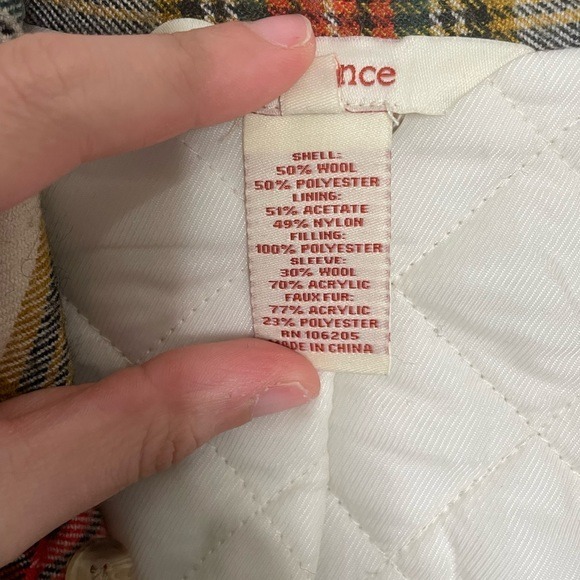 nce
SHELL:
50% WOOL
50% POLYESTER
LINING:
51% ACETATE
49% NYLON
FILLING:
100% POLYESTER
SLEEVE:
30% WOOL
70% ACRYLIC
FAUX FUR:
77% ACRYLIC
23% POLYESTER
RN 106205
MADE IN CHINA